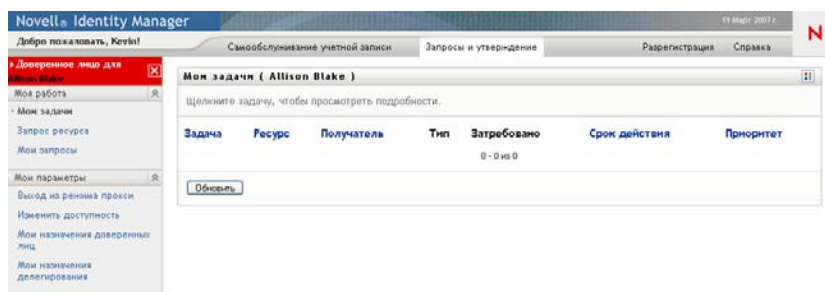 Novell® Identity Manager
19 Март 2007 г.
Добро пожаловать, Kevin!
Самообслуживание учетной записи
Запросы и утверждение
Разрегистрация
Справка
N
Доверенное лицо для
Allison Blake
Моя работа
Мои задачи
Запрос ресурса
Мои запросы
Мои параметры
Выход из режима прокси
Изменить доступность
Мои назначения доверенных
лиц
Мои назначения
делегирования
Мои задачи ( Allison Blake )
Щелкните задачу, чтобы просмотреть подробности.
Задача Ресурс Получатель Тип Затребовано Срок действия Приоритет
0 - 0 из 0
Обновить